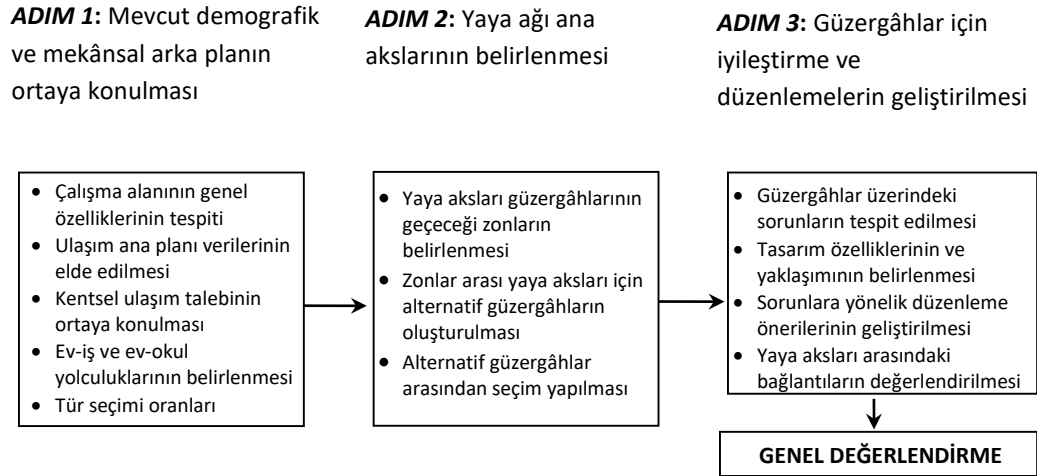 ADIM 1: Mevcut demografik
ve mekânsal arka planın
ortaya konulması
ADIM 2: Yaya ağı ana
akslarının belirlenmesi
ADIM 3: Güzergâhlar için
iyileştirme ve
düzenlemelerin geliştirilmesi
• Çalışma alanının genel
özelliklerinin tespiti
• Ulaşım ana planı verilerinin
elde edilmesi
• Kentsel ulaşım talebinin
ortaya konulması
• Ev-iş ve ev-okul
yolculuklarının belirlenmesi
• Tür seçimi oranları
• Yaya aksları güzergâhlarının
geçeceği zonların
belirlenmesi
• Zonlar arası yaya aksları için
alternatif güzergâhların
oluşturulması
• Alternatif güzergâhlar
arasından seçim yapılması
• Güzergâhlar üzerindeki
sorunların tespit edilmesi
• Tasarım özelliklerinin ve
yaklaşımının belirlenmesi
• Sorunlara yönelik düzenleme
önerilerinin geliştirilmesi
• Yaya aksları arasındaki
bağlantıların değerlendirilmesi
GENEL DEĞERLENDİRME